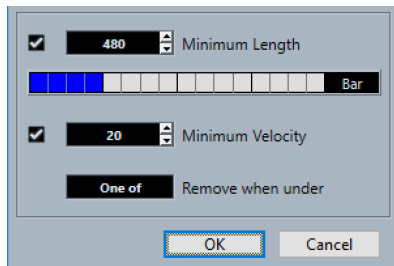 480 Minimum Length
Bar
20 Minimum Velocity
One of Remove when under
OK Cancel